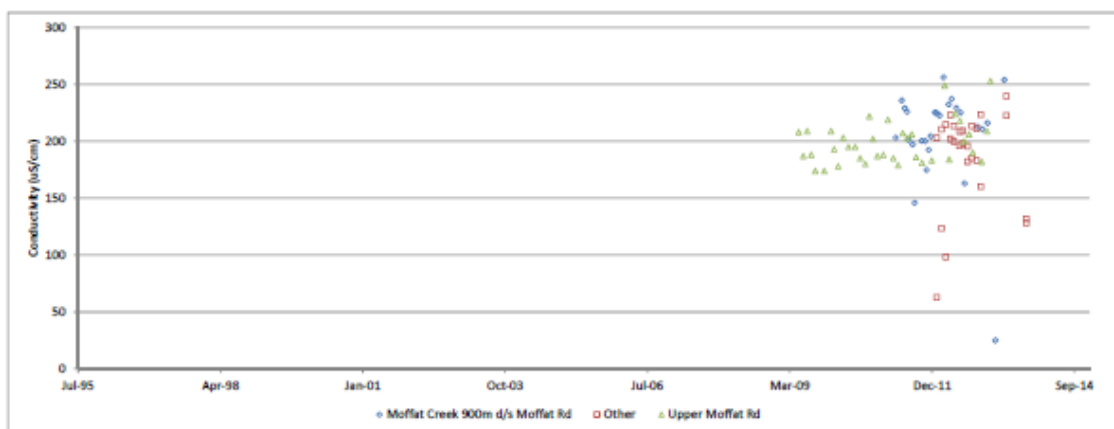 300
250
200
150
100
50
0
Conductivity (uS/cm)
Jul-95 Apr-98 Jan-01 Oct-03 Jul-06 Mar-09 Dec-11 Sep-14
Moffat Creek 900m d/s Moffat Rd Other Upper Moffat Rd